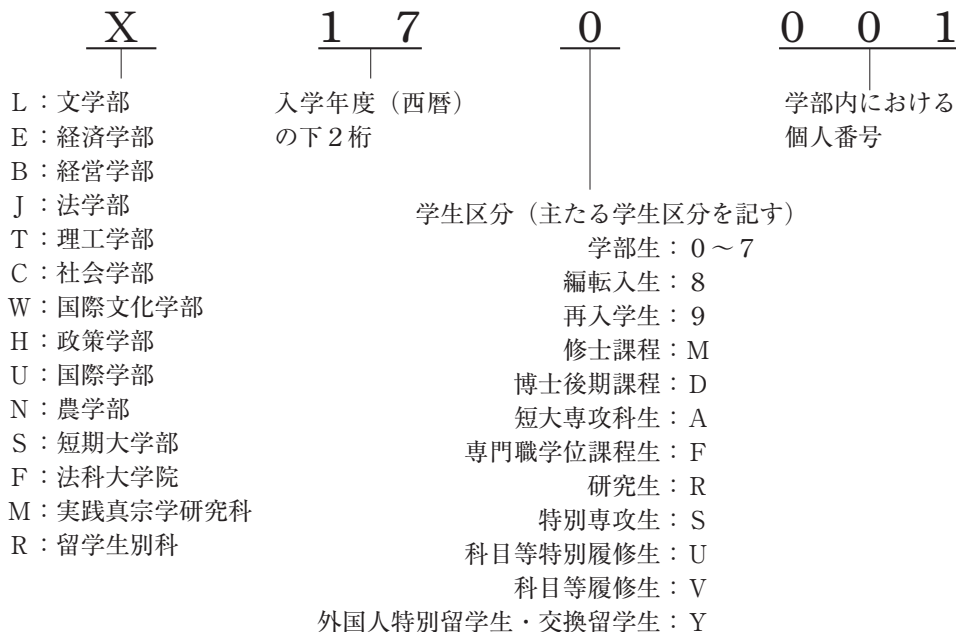 X 17 0 001
L：文学部
E：経済学部
B：経営学部
J：法学部
T：理工学部
C：社会学部
W：国際文化学部
H：政策学部
U：国際学部
N：農学部
S：短期大学部
F：法科大学院
M：実践真宗学研究科
R：留学生別科
入学年度（西暦）
の下２桁
学生区分（主たる学生区分を記す）
学部生：０～７
編転入生：８
再入学生：９
修士課程：M
博士後期課程：D
短大専攻科生：A
専門職学位課程生：F
研究生：R
特別専攻生：S
科目等特別履修生：U
科目等履修生：V
外国人特別留学生・交換留学生：Y
学部内における
個人番号